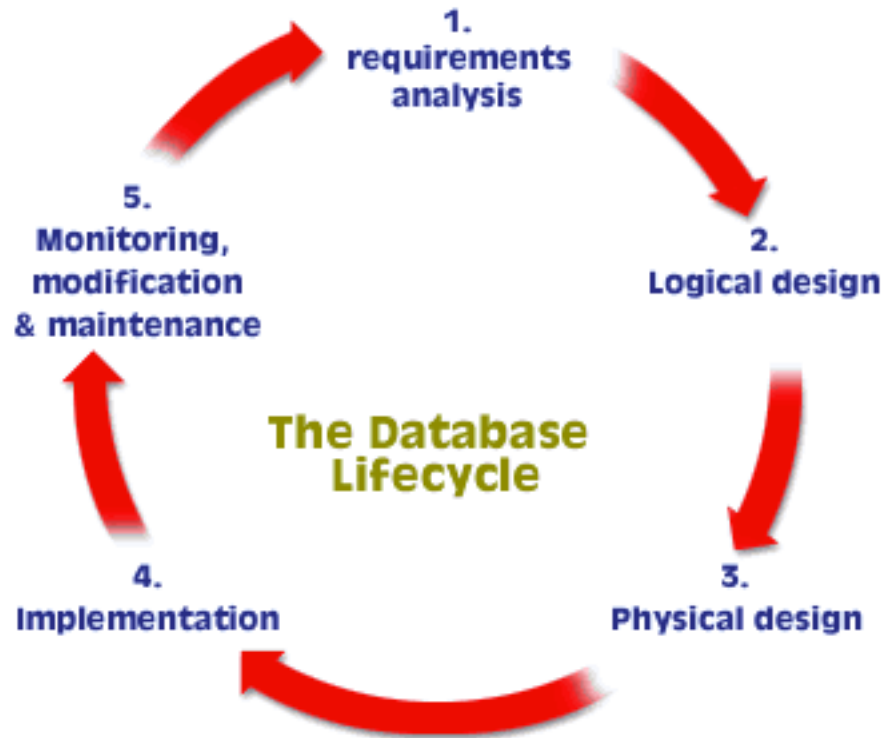 1.
requirements
analysis
2.
Logical design
3.
Physical design
4.
Implementation
5.
Monitoring,
modification
& maintenance
The Database
Lifecycle